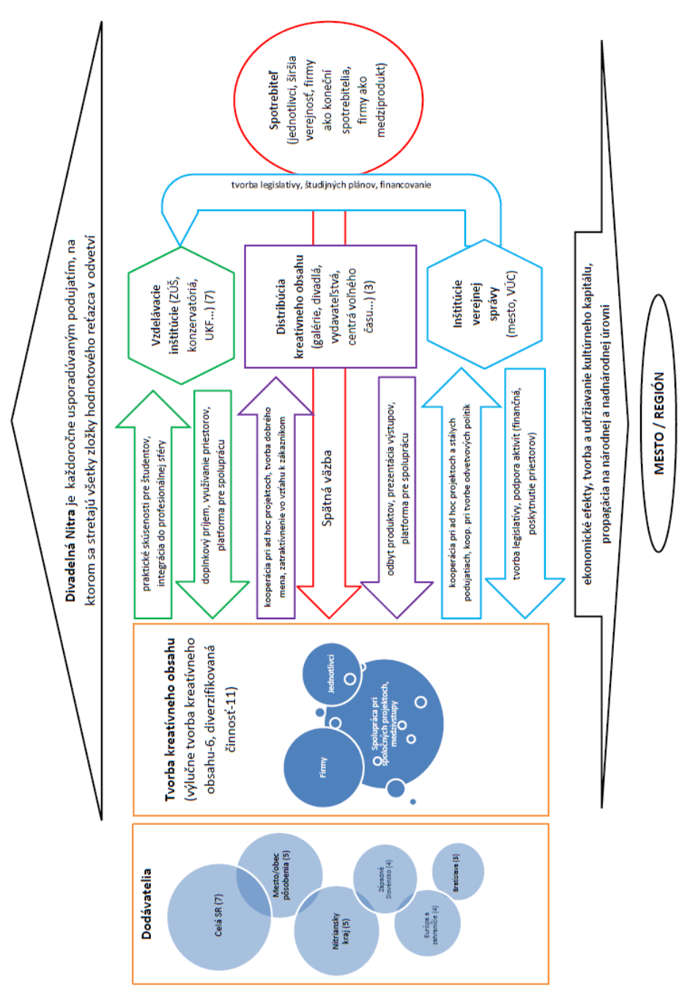 Divadelná Nitra je každoročne usporadúvaným podujatím, na
ktorom sa stretajú všetky zložky hodnotového reťazca v odvetví
Dodávatelia
Celá SR (7)
Mesto/obec
pôsobenia (5)
Nitriansky
kraj (5)
Západné
Slovensko (4)
Európa a
zahraničie (4)
Bratislava (3)
Tvorba kreatívneho obsahu
(výlučne tvorba kreatívneho
obsahu-6, diverzifikovaná
činnosť-11)
Firmy
Jednotlivci
Spolupráca pri
spoločných projektoch,
medzivstupy
praktické skúsenosti pre študentov,
integrácia do profesionálnej sféry
doplnkový príjem, využívanie priestorov,
platforma pre spoluprácu
kooperácia pri ad hoc projektoch, tvorba dobrého
mena, zatraktívnenie vo vzťahu k zákazníkom
Spätná väzba
odbyt produktov, prezentácia výstupov,
platforma pre spoluprácu
kooperácia pri ad hoc projektoch a stálych
podujatiach, koop. pri tvorbe odvetvových politík
tvorba legislatívy, podpora aktivít (finančná,
poskytnutie priestorov)
Vzdelávacie
inštitúcie (ZÚŠ,
konzervatóriá,
UKF...) (7)
Distribúcia
kreatívneho obsahu
(galérie, divadlá,
vydavateľstvá,
centrá voľného
času...) (3)
Inštitúcie
verejnej
správy
(mesto, VÚC)
tvorba legislatívy, študijných plánov, financovanie
Spotrebiteľ
(jednotlivci, širšia
verejnosť, firmy
ako koneční
spotrebitelia,
firmy ako
medziprodukt)
ekonomické efekty, tvorba a udržiavanie kultúrneho kapitálu,
propagácia na národnej a nadnárodnej úrovni
MESTO / REGIÓN